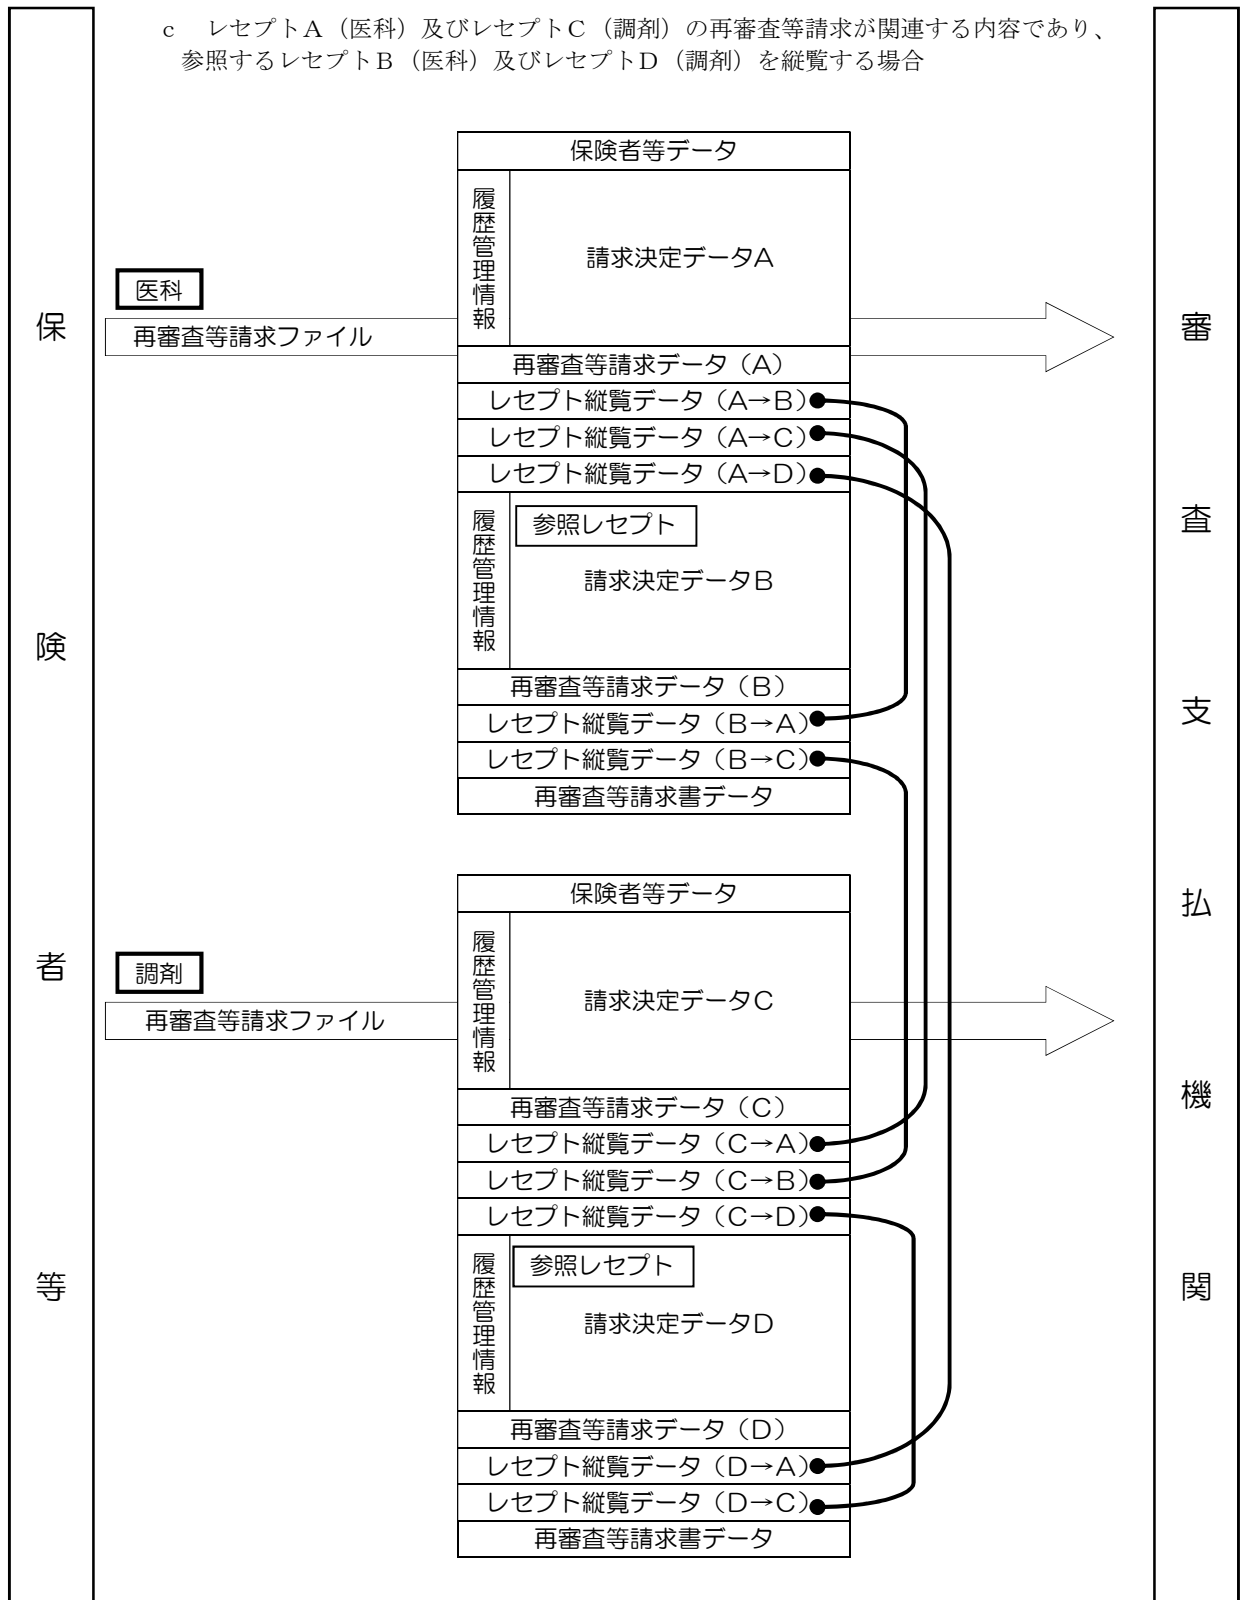 c　レセプトA（医科）及びレセプトC（調剤）の再審査等請求が関連する内容であり、
参照するレセプトB（医科）及びレセプトD（調剤）を縦覧する場合
保険者等
医科
再審査等請求ファイル
保険者等データ
履歴管理情報
請求決定データA
再審査等請求データ（A）
レセプト縦覧データ（A→B）
レセプト縦覧データ（A→C）
レセプト縦覧データ（A→D）
履歴管理情報
参照レセプト
請求決定データB
再審査等請求データ（B）
レセプト縦覧データ（B→A）
レセプト縦覧データ（B→C）
再審査等請求書データ
調剤
再審査等請求ファイル
保険者等データ
履歴管理情報
請求決定データC
再審査等請求データ（C）
レセプト縦覧データ（C→A）
レセプト縦覧データ（C→B）
レセプト縦覧データ（C→D）
履歴管理情報
参照レセプト
請求決定データD
再審査等請求データ（D）
レセプト縦覧データ（D→A）
レセプト縦覧データ（D→C）
再審査等請求書データ
審査支払機関